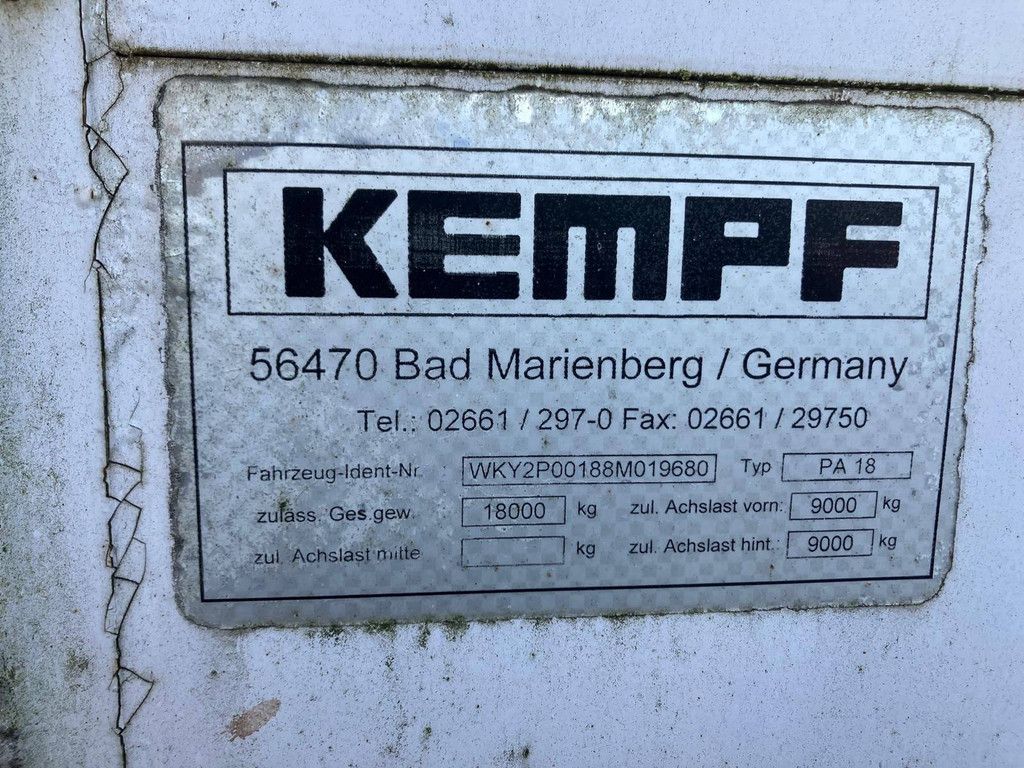 KEMPF
56470 Bad Marienberg / Germany
Tel.: 02661 / 297-0 Fax: 02661 / 29750
Fahrzeug-Ident-Nr. WKY2P00188M019680 Typ PA 18
zuläss. Ges.gew. 18000 kg zul. Achslast vorn: 9000 kg
zul. Achslast mitte kg zul. Achslast hint.: 9000 kg